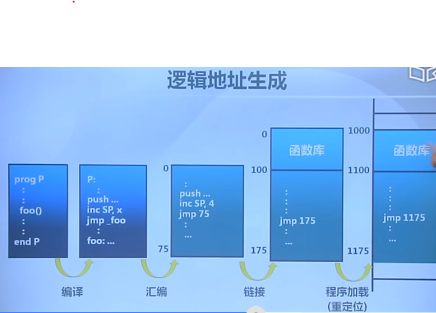 逻辑地址生成
prog P
:
:
foo()
:
:
end P
P:
:
push ...
inc SP, x
jmp _foo
:
foo: ...
0
75
:
push ...
inc SP, 4
jmp 75
:
...
0
100
175
函数库
:
:
:
jmp 175
:
...
1000
1100
1175
函数库
:
:
:
jmp 1175
:
...
编译
汇编
链接
程序加载
(重定位)